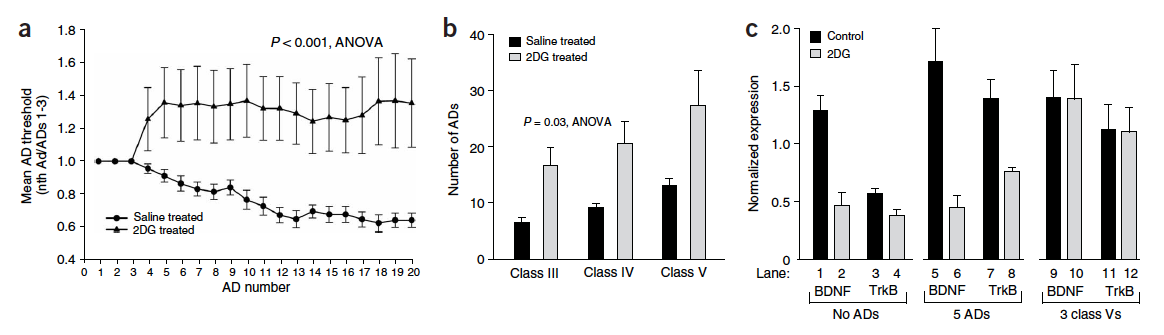 a
Mean AD threshold
(nth Ad/ADs 1-3)
1.8
1.6
1.4
1.2
1.0
0.8
0.6
0.4
P < 0.001, ANOVA
Saline treated
2DG treated
0 1 2 3 4 5 6 7 8 9 10 11 12 13 14 15 16 17 18 19 20
AD number
b
Number of ADs
40
30
20
10
0
Saline treated
2DG treated
P = 0.03, ANOVA
Class III Class IV Class V
c
Normalized expression
2.0
1.5
1.0
0.5
0
Control
2DG
Lane: 1 2 3 4 5 6 7 8 9 10 11 12
BDNF TrkB BDNF TrkB BDNF TrkB
No ADs 5 ADs 3 class Vs